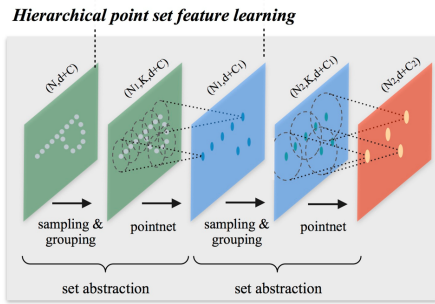 Hierarchical point set feature learning
(N,d+C)
(N1,K,d+C)
(N1,d+C1)
(N2,K,d+C1)
(N2,d+C2)
sampling &
grouping
pointnet
sampling &
grouping
pointnet
set abstraction
set abstraction